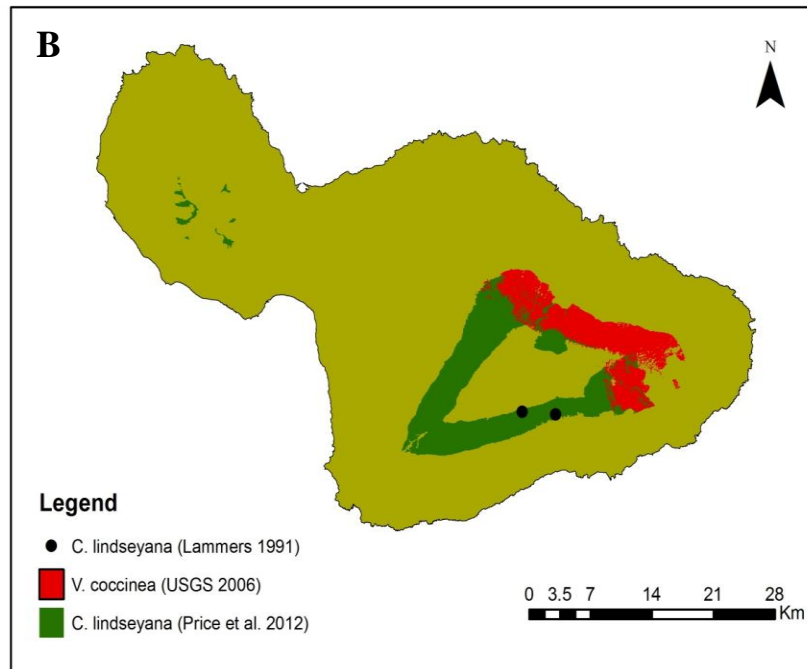 B
N
Legend
C. lindseyana (Lammers 1991)
V. coccinea (USGS 2006)
C. lindseyana (Price et al. 2012)
0 3.5 7 14 21 28
Km